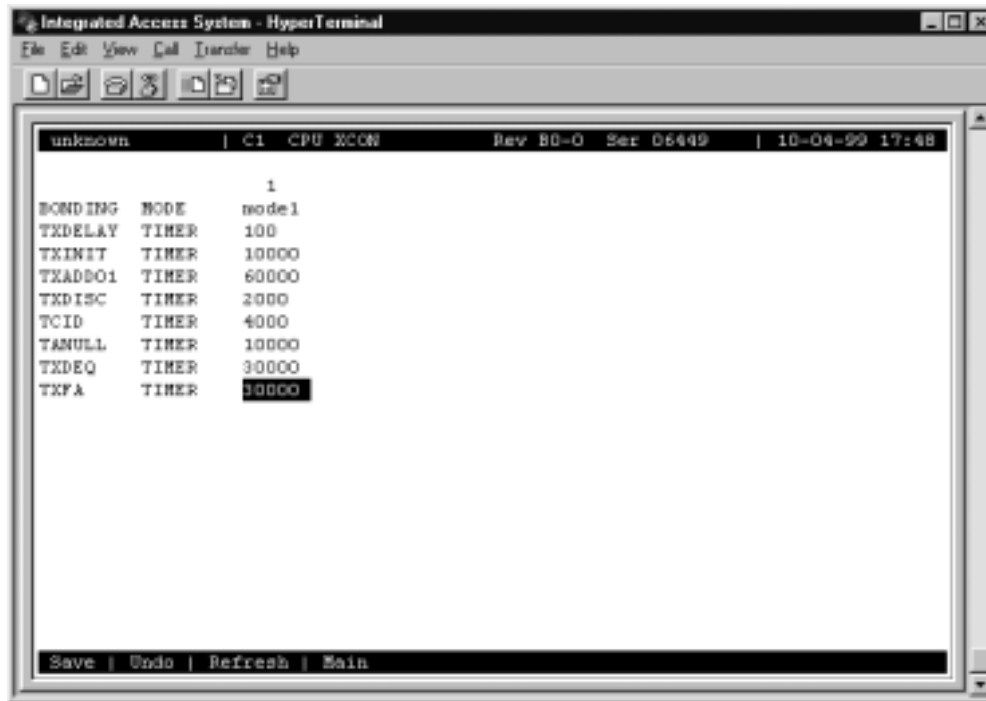 Integrated Access System - HyperTerminal
File Edit View Call Transfer Help
unknown | C1 CPU XCON Rev B0-0 Ser 06449 | 10-04-99 17:48
1
BONDING MODE mode1
TXDELAY TIMER 100
TXINIT TIMER 10000
TXADD01 TIMER 60000
TXDISC TIMER 2000
TCID TIMER 4000
TANULL TIMER 10000
TXDEQ TIMER 30000
TXFA TIMER 30000
Save | Undo | Refresh | Main